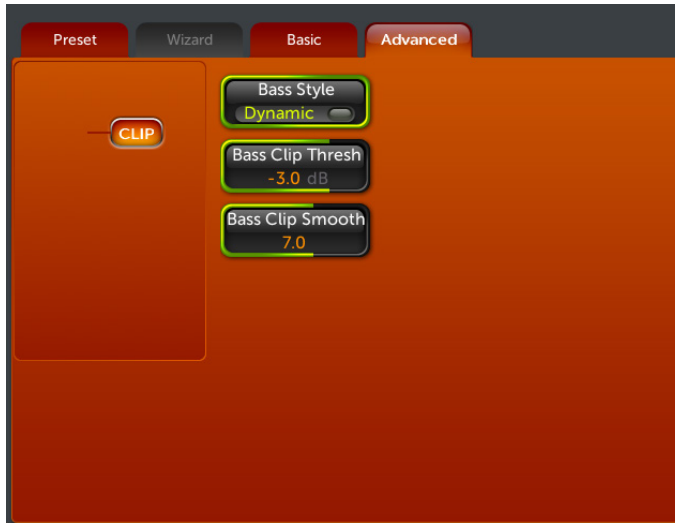 Preset Wizard Basic Advanced
CLIP
Bass Style
Dynamic
Bass Clip Thresh
-3.0 dB
Bass Clip Smooth
7.0